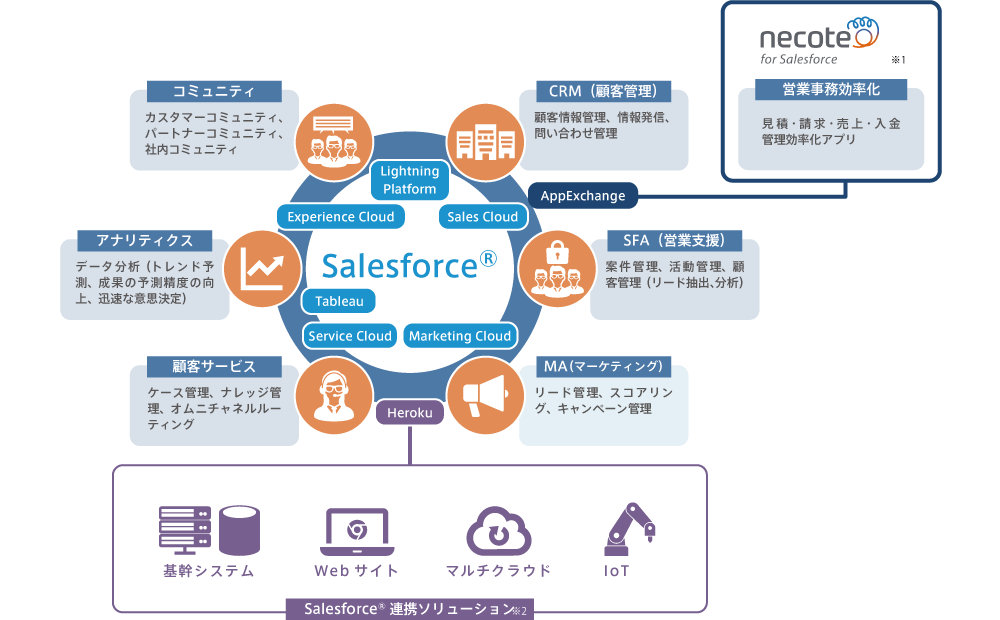 necote
for Salesforce
※1
営業事務効率化
見積・請求・売上・入金
管理効率化アプリ
コミュニティ
カスタマーコミュニティ、
パートナーコミュニティ、
社内コミュニティ
CRM（顧客管理）
顧客情報管理、情報発信、
問い合わせ管理
Lightning
Platform
AppExchange
Experience Cloud
Sales Cloud
アナリティクス
データ分析（トレンド予
測、成果の予測精度の向
上、迅速な意思決定）
Salesforce®
SFA（営業支援）
案件管理、活動管理、顧
客管理（リード抽出、分析）
Tableau
Service Cloud
Marketing Cloud
顧客サービス
ケース管理、ナレッジ管
理、オムニチャネルルー
ティング
MA（マーケティング）
リード管理、スコアリン
グ、キャンペーン管理
Heroku
基幹システム
Webサイト
マルチクラウド
IoT
Salesforce® 連携ソリューション※2